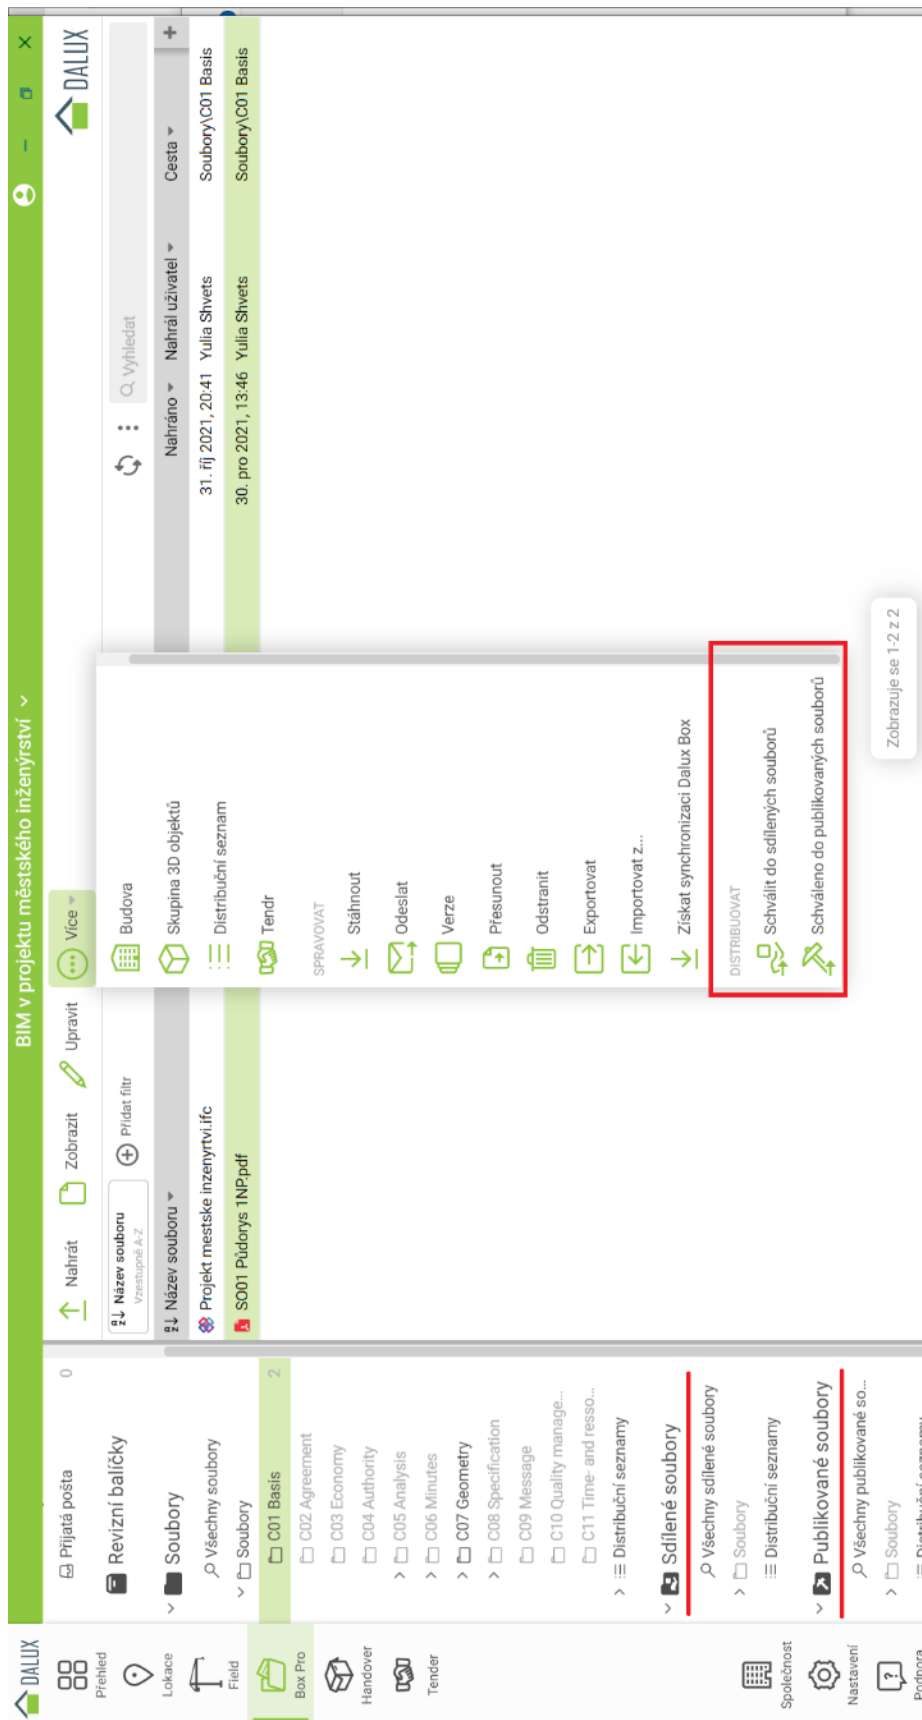 DALUX
BIM v projektu městského inženýrství
Přehled
Lokace
Field
Box Pro
Handover
Tender
Společnost
Nastavení
Podpora
Přijatá pošta 0
Revizní balíčky
Soubory
Všechny soubory
Soubory
C01 Basis 2
C02 Agreement
C03 Economy
C04 Authority
C05 Analysis
C06 Minutes
C07 Geometry
C08 Specification
C09 Message
C10 Quality manage...
C11 Time- and resso...
Distribuční seznamy
Sdílené soubory
Všechny sdílené soubory
Soubory
Distribuční seznamy
Publikované soubory
Všechny publikované so...
Soubory
Distribuční seznamy
Nahrát Zobrazit Upravit Více
DALUX
Název souboru
Vzestupně A-Z
Přidat filtr
Vyhledat
Název souboru Nahráno Nahrál uživatel Cesta +
Projekt mestske inzenyrtvi.ifc 31. říj 2021, 20:41 Yulia Shvets Soubory\C01 Basis
SO01 Půdorys 1NP.pdf 30. pro 2021, 13:46 Yulia Shvets Soubory\C01 Basis
Budova
Skupina 3D objektů
Distribuční seznam
Tendr
SPRAVOVAT
Stáhnout
Odeslat
Verze
Přesunout
Odstranit
Exportovat
Importovat z...
Získat synchronizaci Dalux Box
DISTRIBUOVAT
Schválit do sdílených souborů
Schváleno do publikovaných souborů
Zobrazuje se 1-2 z 2